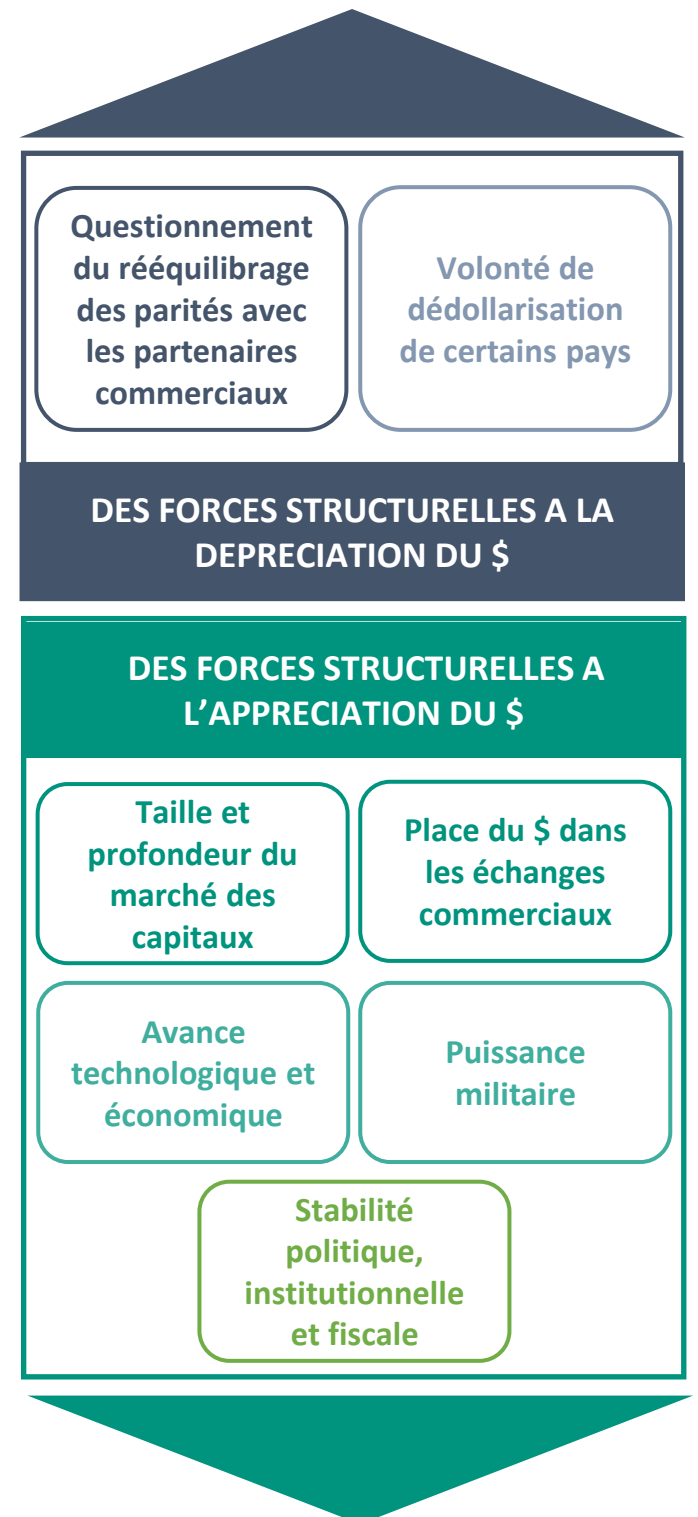 Questionnement
du rééquilibrage
des parités avec
les partenaires
commerciaux
Volonté de
dédollarisation
de certains pays
DES FORCES STRUCTURELLES A LA
DEPRECIATION DU $
DES FORCES STRUCTURELLES A
L’APPRECIATION DU $
Taille et
profondeur du
marché des
capitaux
Place du $ dans
les échanges
commerciaux
Avance
technologique et
économique
Puissance
militaire
Stabilité
politique,
institutionnelle
et fiscale